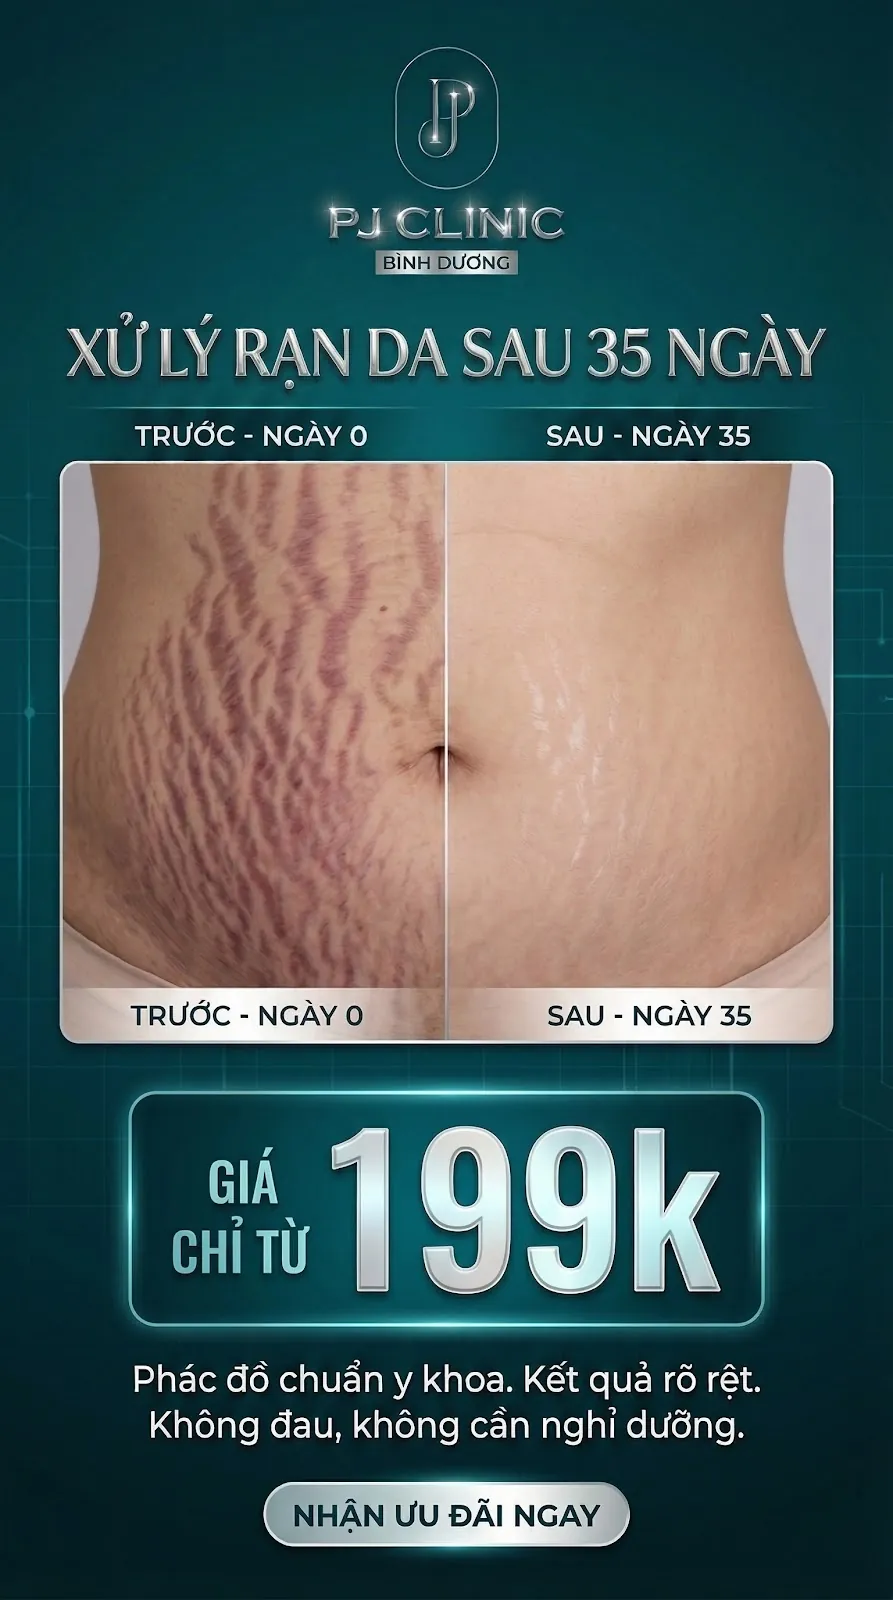 PJ
PJ CLINIC
BÌNH DƯƠNG
XỬ LÝ RẠN DA SAU 35 NGÀY
TRƯỚC - NGÀY 0
SAU - NGÀY 35
TRƯỚC - NGÀY 0
SAU - NGÀY 35
GIÁ
CHỈ TỪ
199k
Phác đồ chuẩn y khoa. Kết quả rõ rệt.
Không đau, không cần nghỉ dưỡng.
NHẬN ƯU ĐÃI NGAY